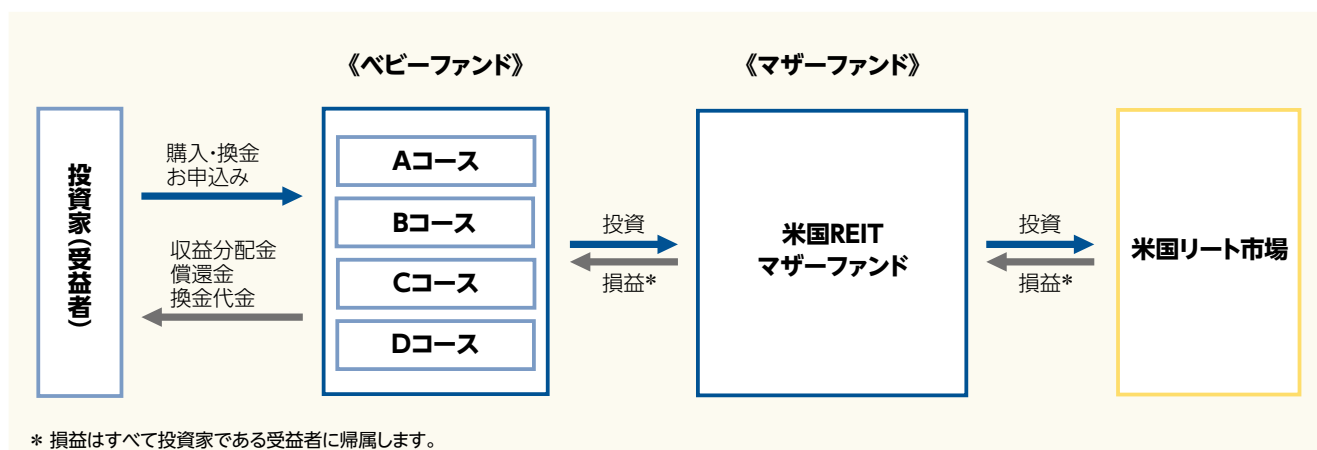 《ベビーファンド》
《マザーファンド》
投資家(受益者)
購入・換金
お申込み
収益分配金
償還金
換金代金
Aコース
Bコース
Cコース
Dコース
投資
損益*
米国REIT
マザーファンド
投資
損益*
米国リート市場
* 損益はすべて投資家である受益者に帰属します。